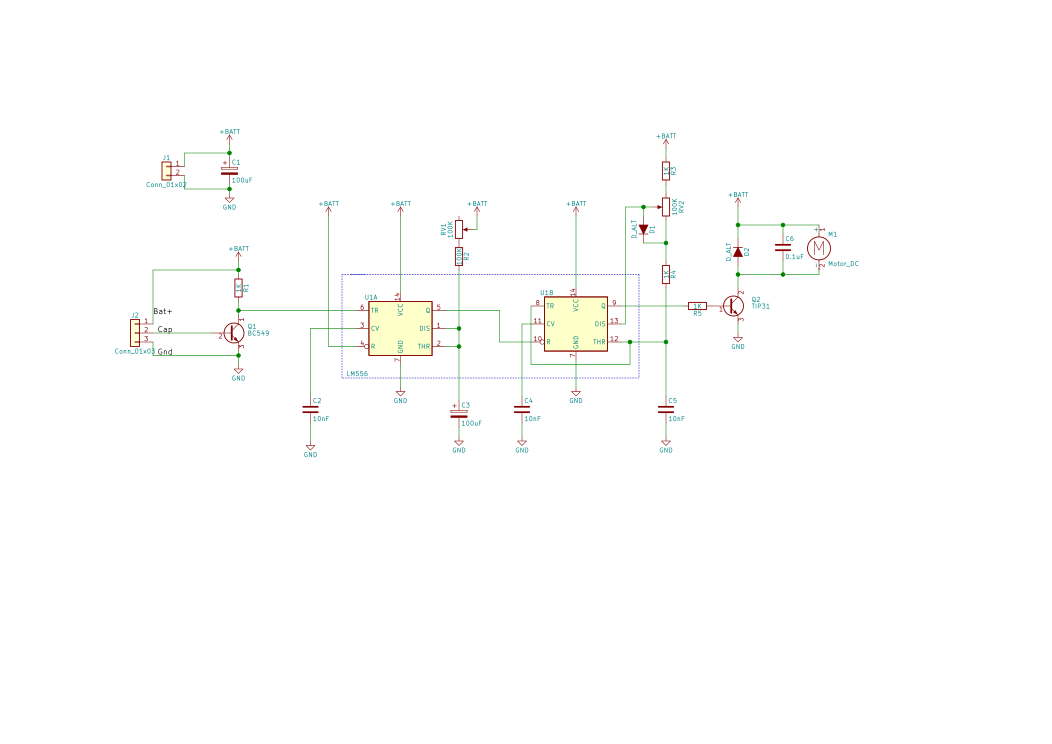 +BATT
J1
1
2
Conn_01x02
+
C1
100uF
GND
+BATT
R1
1K
J2
Bat+
Cap
Gnd
1
2
3
Conn_01x03
1
2
3
Q1
BC549
GND
+BATT
+BATT
+BATT
RV1
100K
R2
100K
U1A
6
TR
3
CV
4
R
VCC
14
GND
7
Q
5
DIS
1
THR
2
LM556
GND
C2
10nF
GND
+
C3
100uF
GND
+BATT
U1B
8
TR
11
CV
10
R
VCC
14
GND
7
Q
9
DIS
13
THR
12
GND
C4
10nF
GND
+BATT
R3
1K
RV2
100K
D_ALT
D1
R4
1K
C5
10nF
GND
1K
R5
+BATT
D_ALT
D2
C6
0.1uF
+
1
M
-
2
M1
Motor_DC
1
2
3
Q2
TIP31
GND